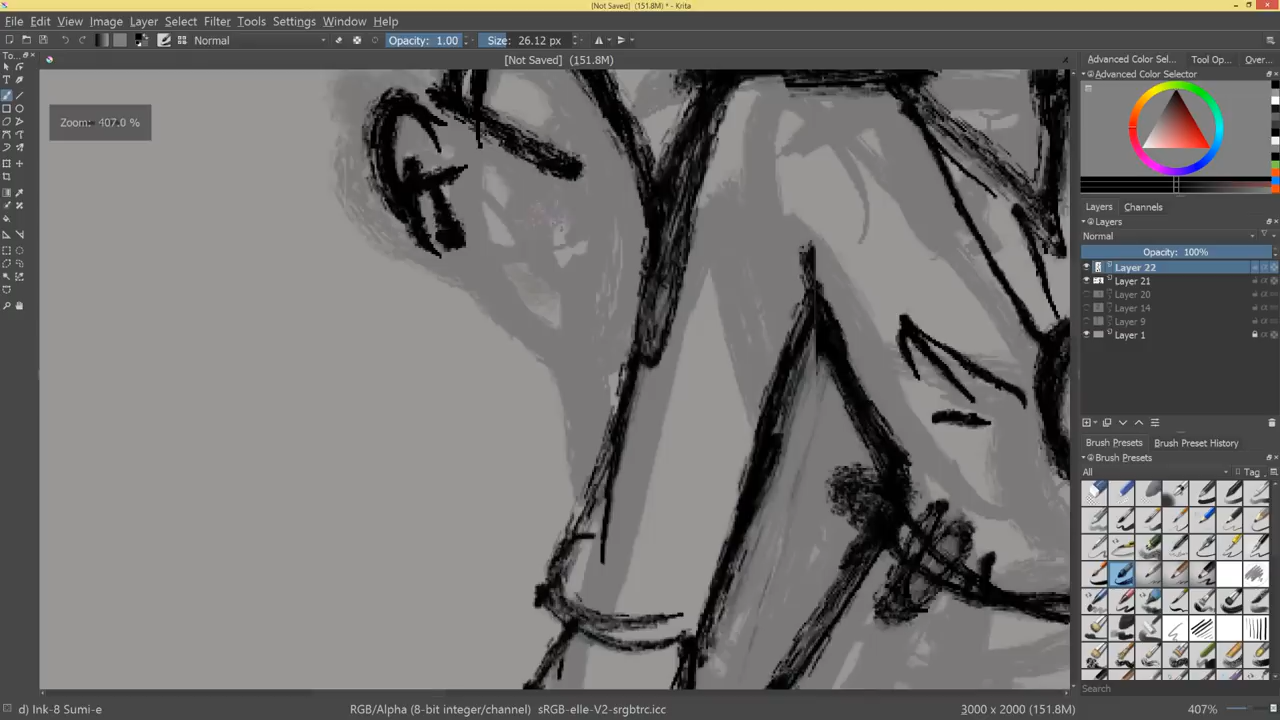 [Not Saved] (151.8M) * - Krita
File Edit View Image Layer Select Filter Tools Settings Window Help
Normal Opacity: 1.00 Size: 26.12 px
[Not Saved] (151.8M)
To...
Zoom: 407.0 %
Advanced Color Sel... Tool Op... Over...
Advanced Color Selector
Layers Channels
Layers
Normal
Opacity: 100%
Layer 22
Layer 21
Layer 20
Layer 14
Layer 9
Layer 1
Brush Presets Brush Preset History
Brush Presets
All Tag
Search
d) Ink-8 Sumi-e RGB/Alpha (8-bit integer/channel) sRGB-elle-V2-srgbtrc.icc 3000 x 2000 (151.8M) 407%